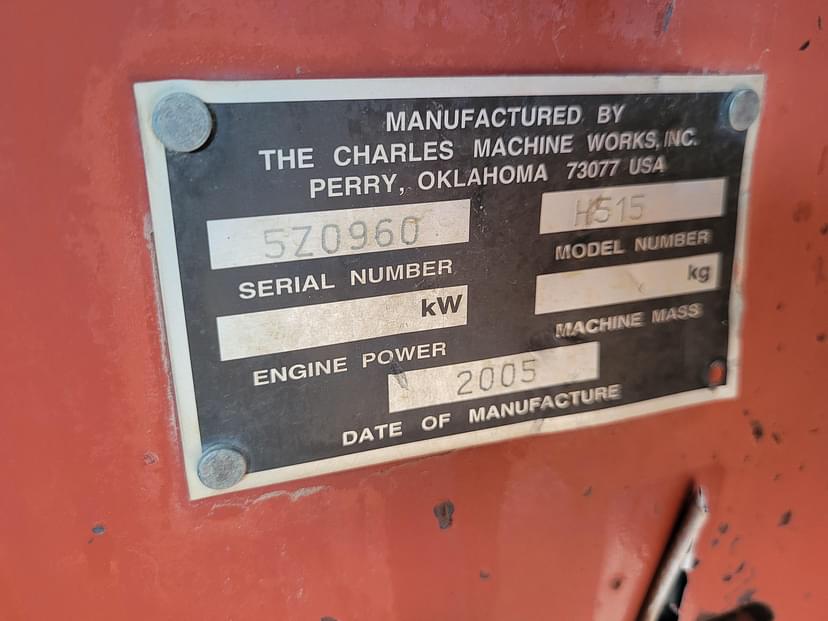 MANUFACTURED BY
THE CHARLES MACHINE WORKS, INC.
PERRY, OKLAHOMA 73077 USA
5Z0960
H515
SERIAL NUMBER
MODEL NUMBER
kW
kg
ENGINE POWER
MACHINE MASS
2005
DATE OF MANUFACTURE